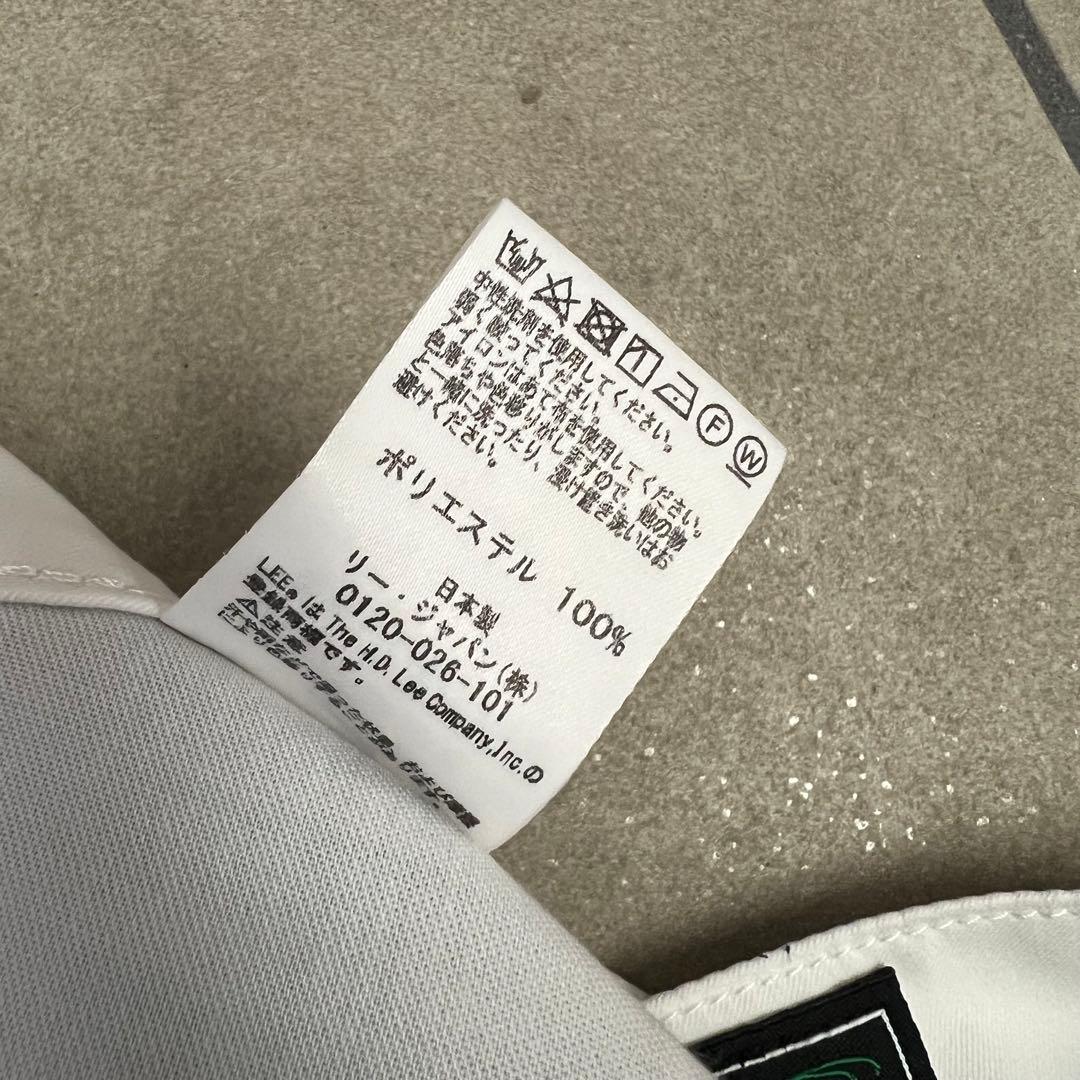 F W
中性洗剤を使用してください。
弱く絞ってください。
アイロンはあて布を使用してください。
色落ちや色移りがしますので、他の物
と一緒に洗ったり、漬け置き洗いはお
避けください。
ポリエステル 100%
日本製
リー・ジャパン(株)
0120-026-101
LEE®は The H.D. Lee Company,Inc.の
登録商標です。
⚠注意